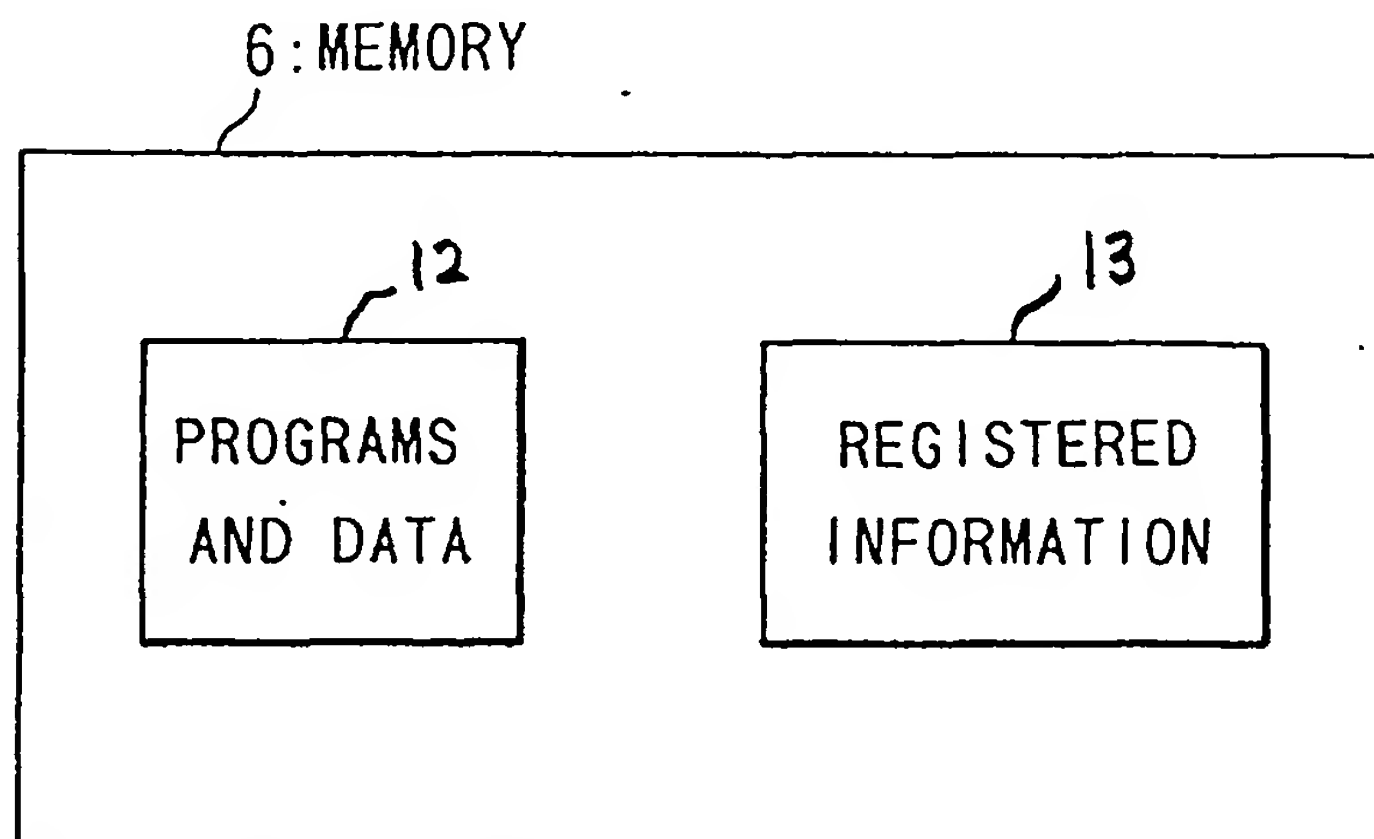 6:MEMORY
12
13
PROGRAMS
AND DATA
REGISTERED
INFORMATION